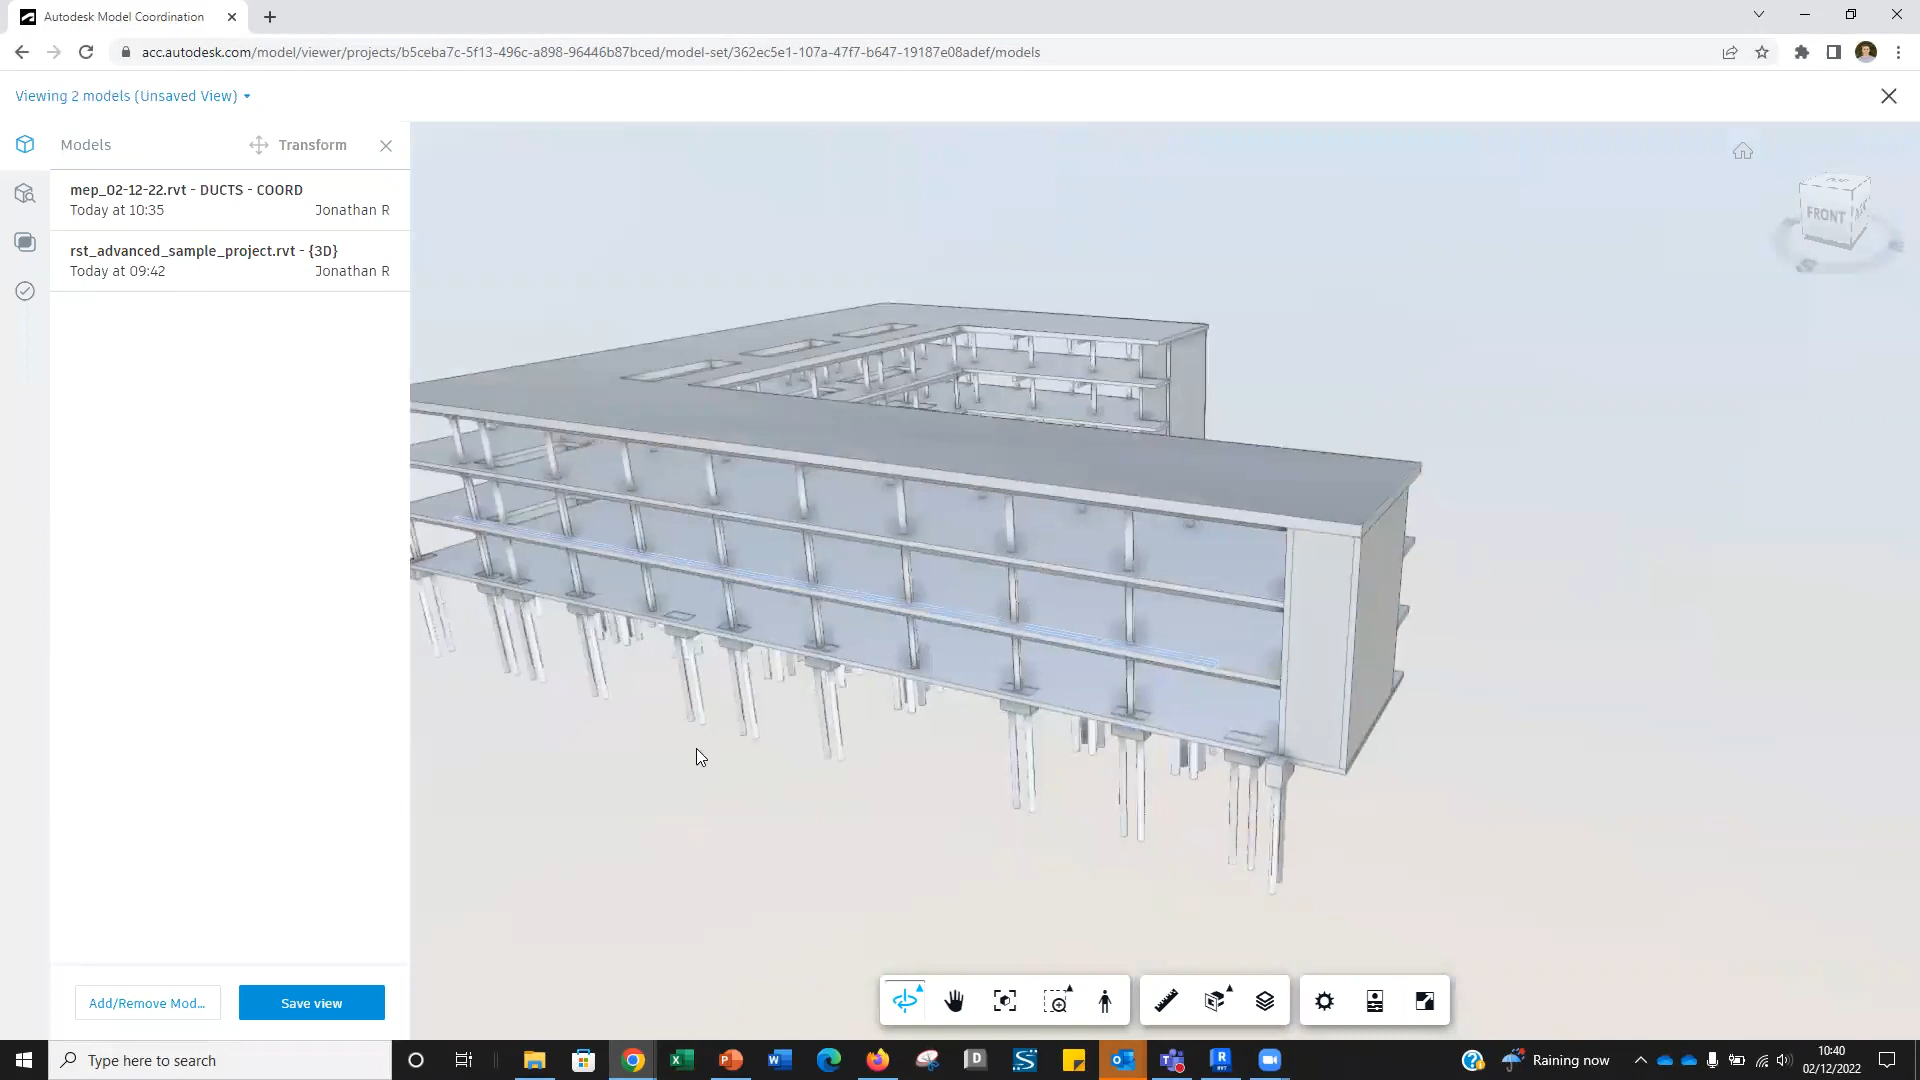 Autodesk Model Coordination
acc.autodesk.com/model/viewer/projects/b5ceba7c-5f13-496c-a898-96446b87bced/model-set/362ec5e1-107a-47f7-b647-19187e08adef/models
Viewing 2 models (Unsaved View)
Models
Transform
mep_02-12-22.rvt - DUCTS - COORD
Today at 10:35 Jonathan R
rst_advanced_sample_project.rvt - {3D}
Today at 09:42 Jonathan R
TOP
FRONT
Add/Remove Mod...
Save view
Type here to search
Raining now
10:40
02/12/2022